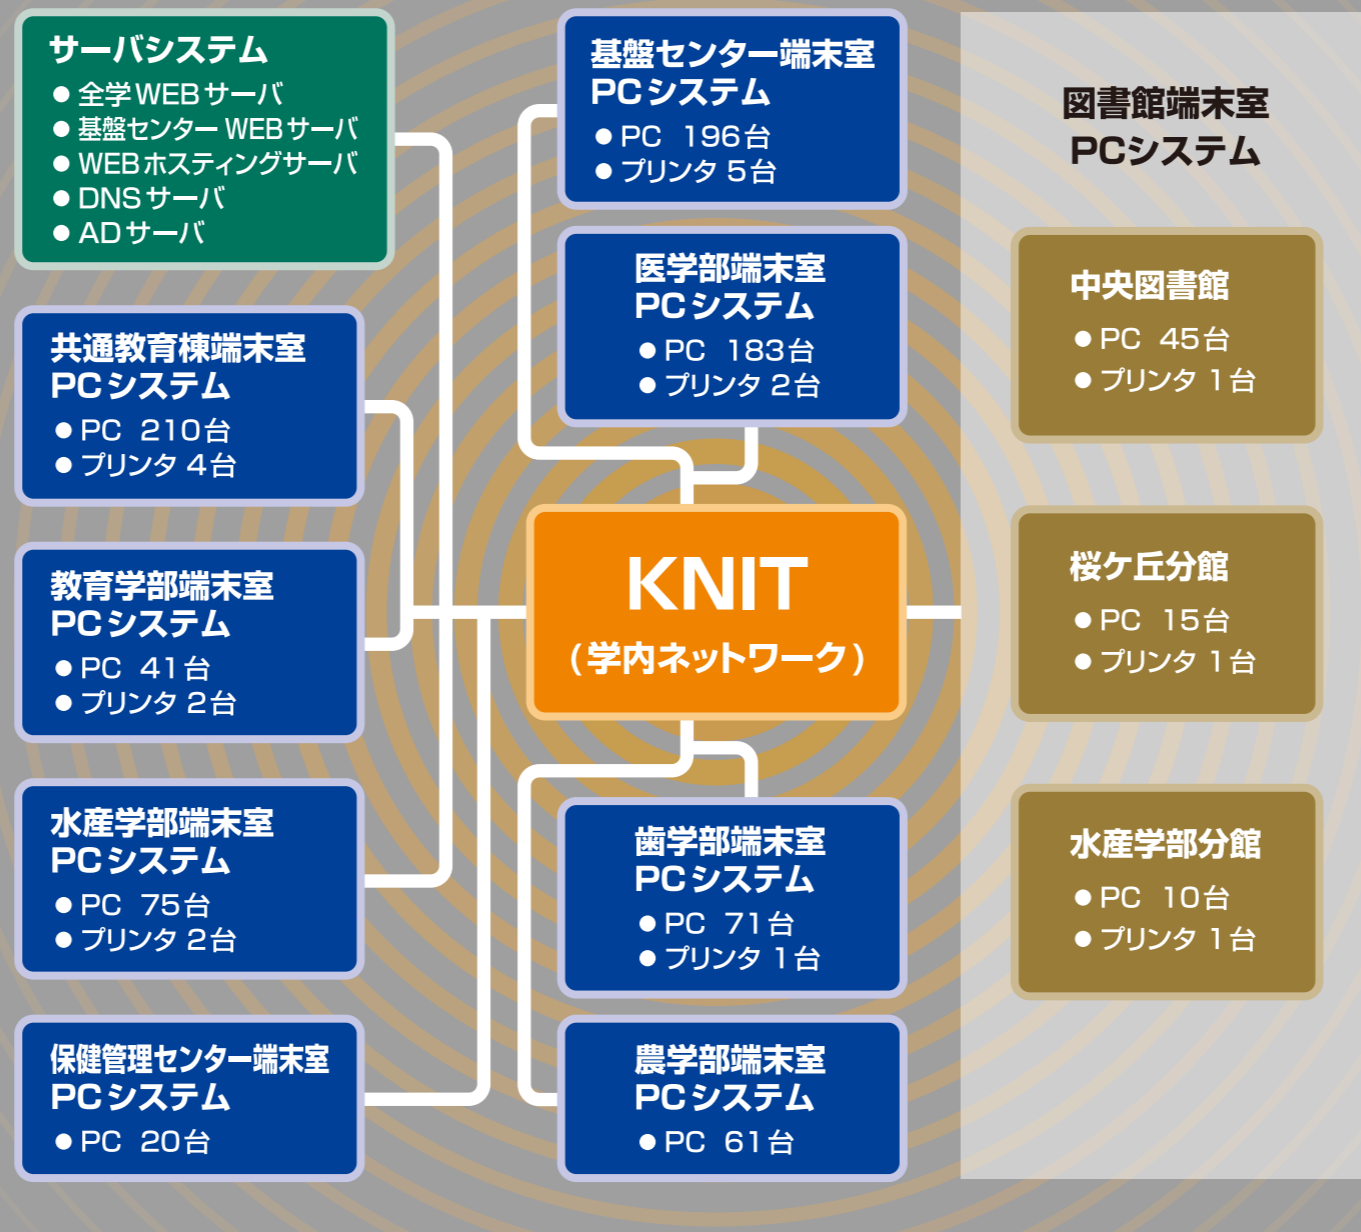 サーバシステム
● 全学WEBサーバ
● 基盤センター WEBサーバ
● WEBホスティングサーバ
● DNSサーバ
● ADサーバ
共通教育棟端末室
PCシステム
● PC 210台
● プリンタ 4台
教育学部端末室
PCシステム
● PC 41台
● プリンタ 2台
水産学部端末室
PCシステム
● PC 75台
● プリンタ 2台
保健管理センター端末室
PCシステム
● PC 20台
基盤センター端末室
PCシステム
● PC 196台
● プリンタ 5台
医学部端末室
PCシステム
● PC 183台
● プリンタ 2台
KNIT
(学内ネットワーク)
歯学部端末室
PCシステム
● PC 71台
● プリンタ 1台
農学部端末室
PCシステム
● PC 61台
図書館端末室
PCシステム
中央図書館
● PC 45台
● プリンタ 1台
桜ケ丘分館
● PC 15台
● プリンタ 1台
水産学部分館
● PC 10台
● プリンタ 1台